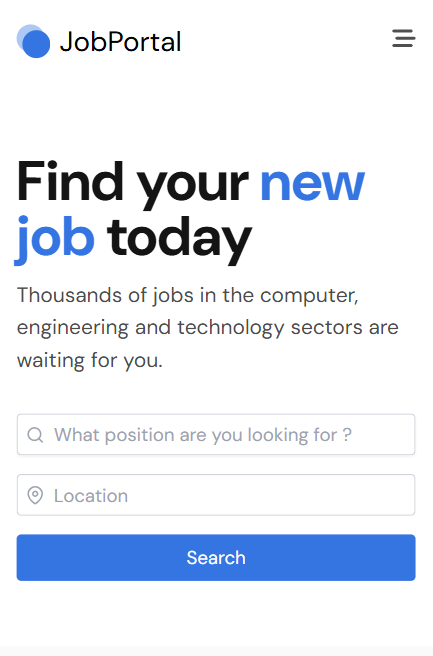 JobPortal
Find your new
job today
Thousands of jobs in the computer,
engineering and technology sectors are
waiting for you.
What position are you looking for ?
Location
Search